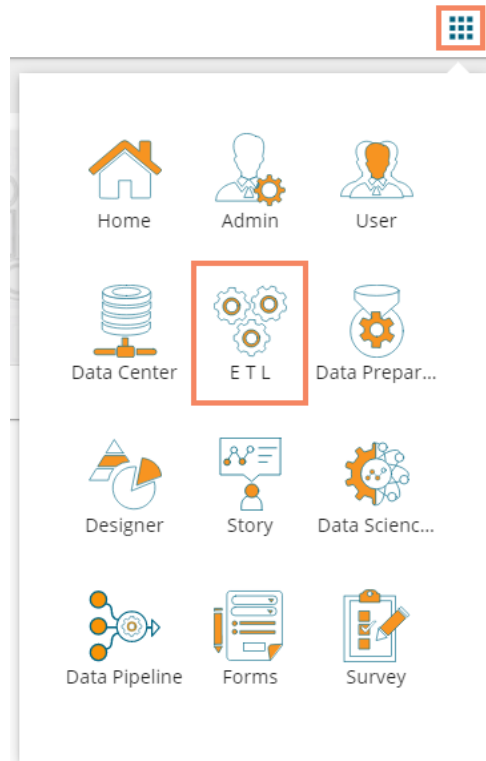 Home Admin User
Data Center E T L Data Prepar...
Designer Story Data Scienc...
Data Pipeline Forms Survey